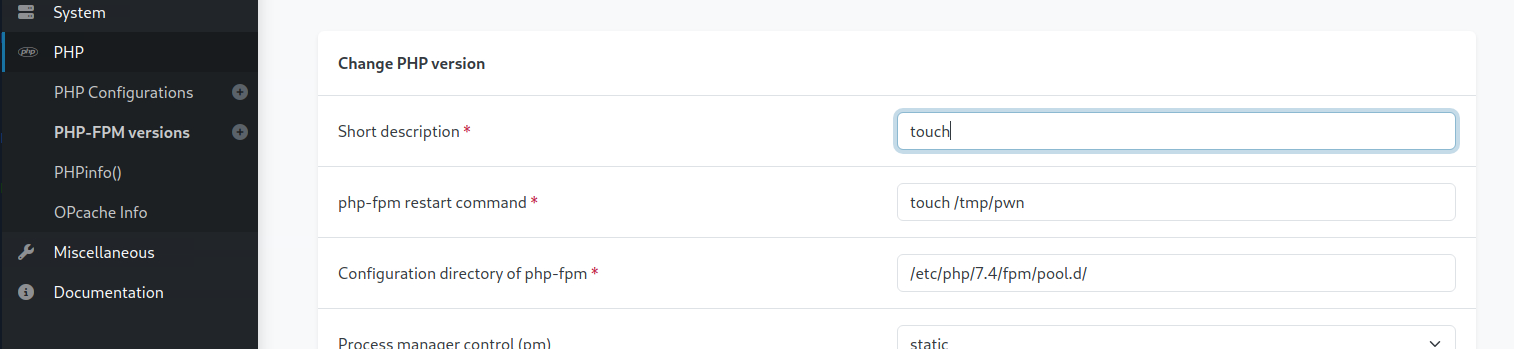 System
php PHP
PHP Configurations
PHP-FPM versions
PHPinfo()
OPcache Info
Miscellaneous
Documentation
Change PHP version
Short description * touch
php-fpm restart command * touch /tmp/pwn
Configuration directory of php-fpm * /etc/php/7.4/fpm/pool.d/
Process manager control (pm) static